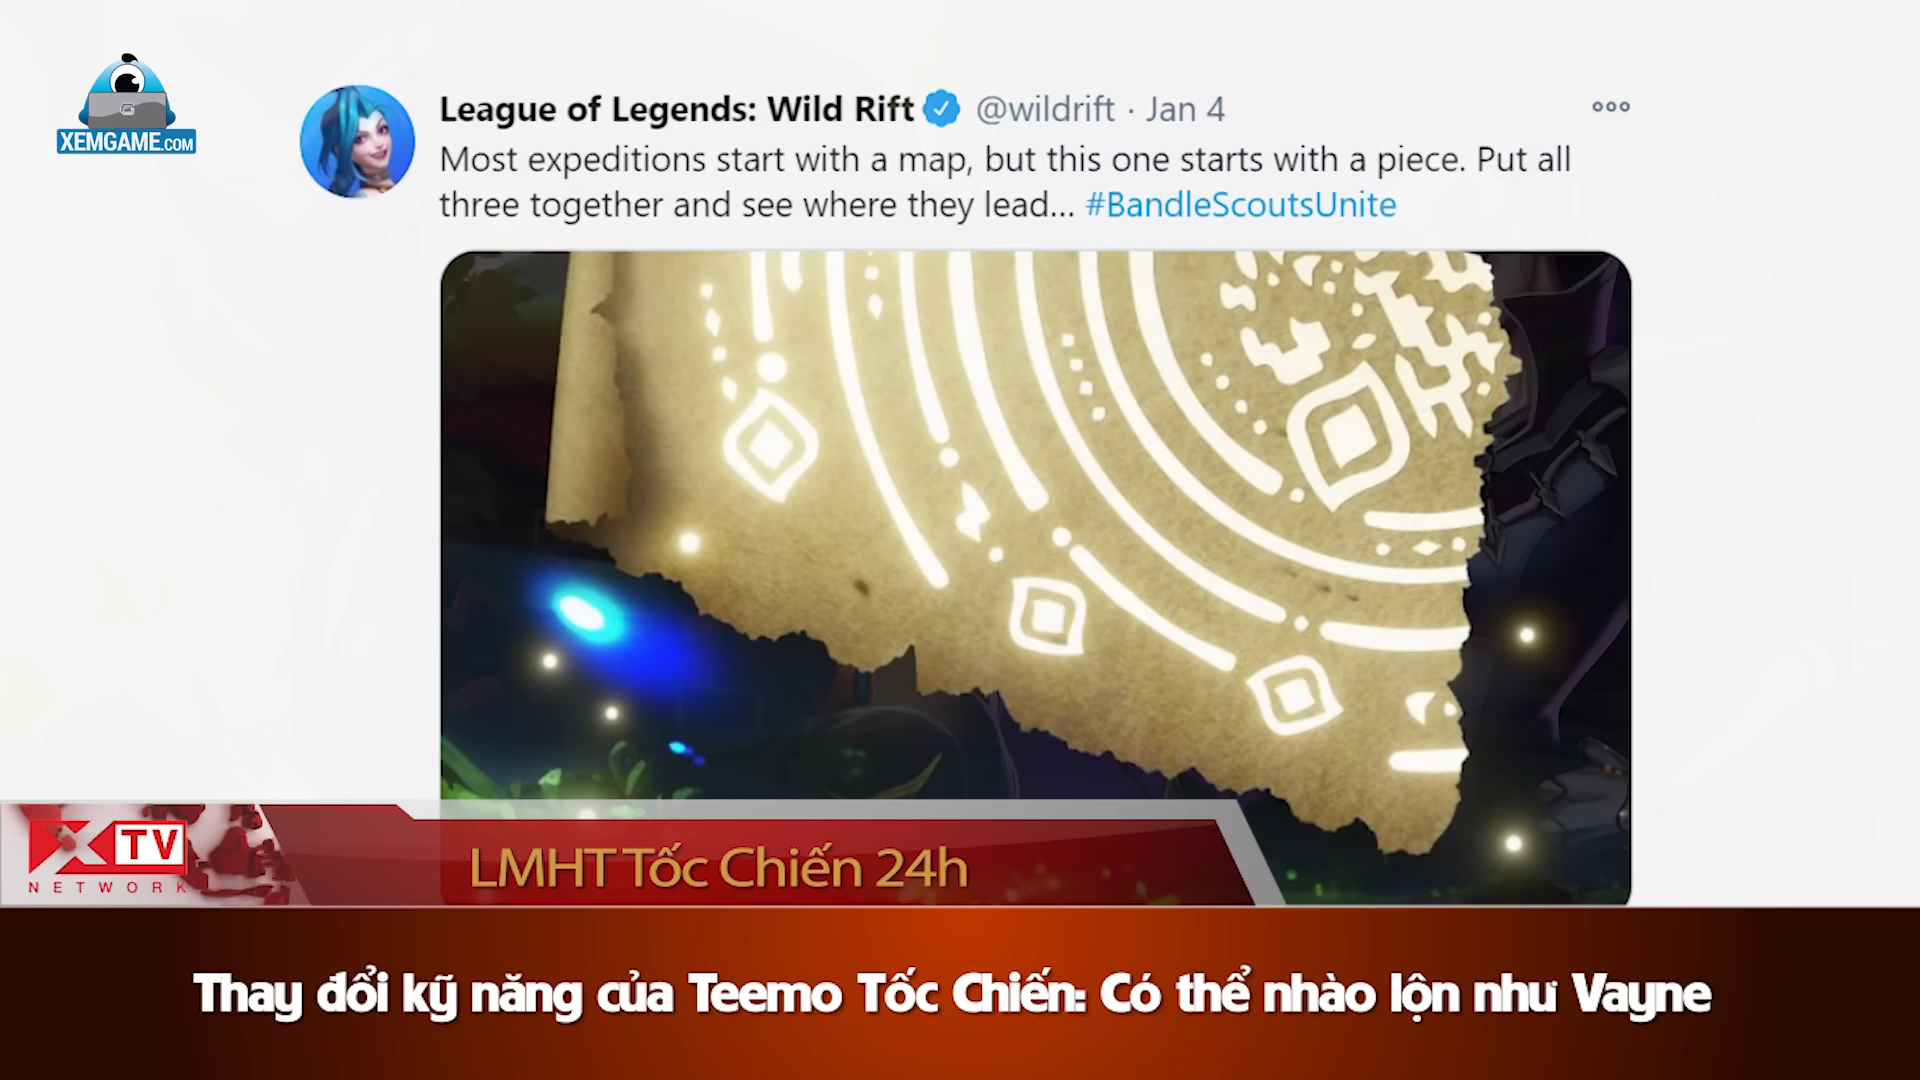 XEMGAME.COM
League of Legends: Wild Rift @wildrift · Jan 4
Most expeditions start with a map, but this one starts with a piece. Put all
three together and see where they lead... #BandleScoutsUnite
X TV
NETWORK
LMHT Tốc Chiến 24h
Thay đổi kỹ năng của Teemo Tốc Chiến: Có thể nhào lộn như Vayne